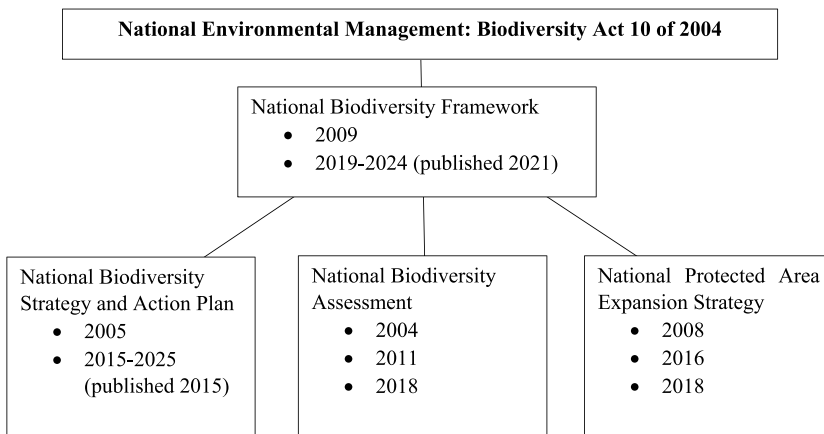 National Environmental Management: Biodiversity Act 10 of 2004
National Biodiversity Framework
• 2009
• 2019-2024 (published 2021)
National Biodiversity
Strategy and Action Plan
• 2005
• 2015-2025
(published 2015)
National Biodiversity
Assessment
• 2004
• 2011
• 2018
National Protected Area
Expansion Strategy
• 2008
• 2016
• 2018